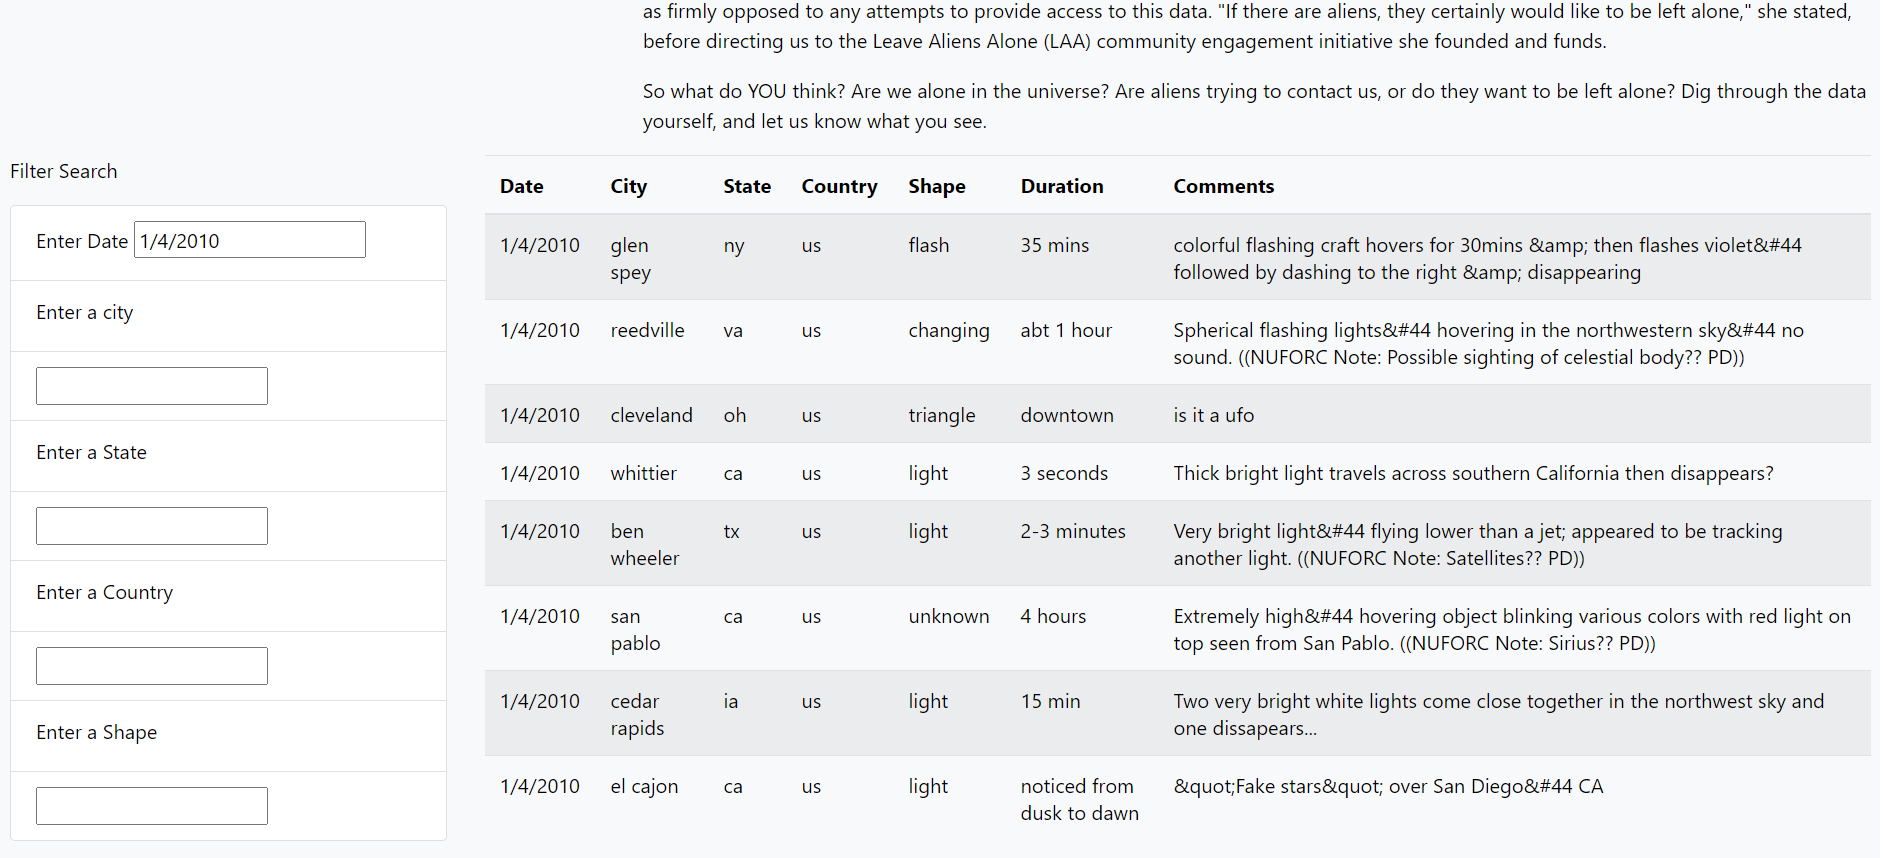 as firmly opposed to any attempts to provide access to this data. "If there are aliens, they certainly would like to be left alone," she stated,
before directing us to the Leave Aliens Alone (LAA) community engagement initiative she founded and funds.
So what do YOU think? Are we alone in the universe? Are aliens trying to contact us, or do they want to be left alone? Dig through the data
yourself, and let us know what you see.
Filter Search
Enter Date 1/4/2010
Enter a city
Enter a State
Enter a Country
Enter a Shape
Date City State Country Shape Duration Comments
1/4/2010 glen ny us flash 35 mins colorful flashing craft hovers for 30mins &amp; then flashes violet&#44
spey followed by dashing to the right &amp; disappearing
1/4/2010 reedville va us changing abt 1 hour Spherical flashing lights&#44 hovering in the northwestern sky&#44 no
sound. ((NUFORC Note: Possible sighting of celestial body?? PD))
1/4/2010 cleveland oh us triangle downtown is it a ufo
1/4/2010 whittier ca us light 3 seconds Thick bright light travels across southern California then disappears?
1/4/2010 ben tx us light 2-3 minutes Very bright light&#44 flying lower than a jet; appeared to be tracking
wheeler another light. ((NUFORC Note: Satellites?? PD))
1/4/2010 san ca us unknown 4 hours Extremely high&#44 hovering object blinking various colors with red light on
pablo top seen from San Pablo. ((NUFORC Note: Sirius?? PD))
1/4/2010 cedar ia us light 15 min Two very bright white lights come close together in the northwest sky and
rapids one dissapears...
1/4/2010 el cajon ca us light noticed from &quot;Fake stars&quot; over San Diego&#44 CA
dusk to dawn